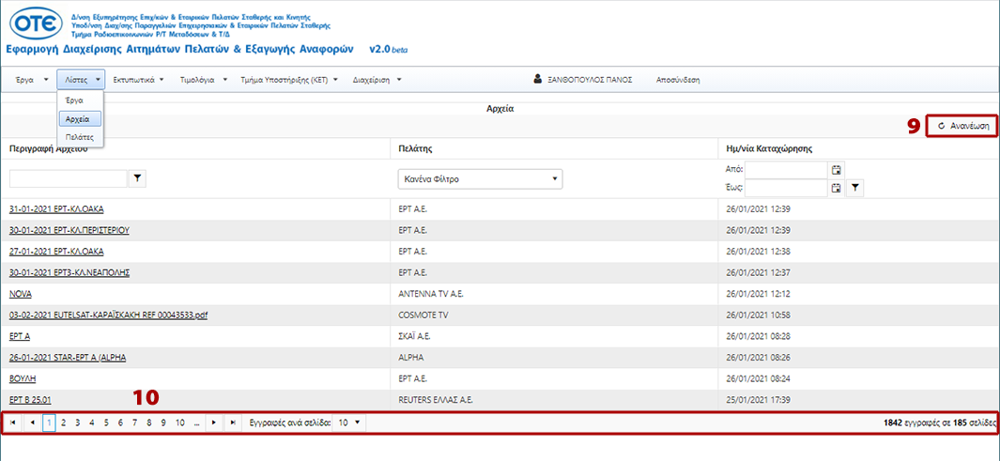 ΟΤΕ
Δ/νση Εξυπηρέτησης Επιχ/κών & Εταιρικών Πελατών Σταθερής και Κινητής
Υποδ/νση Διαχ/σης Παραγγελιών Επιχειρησιακών & Εταιρικών Πελατών Σταθερής
Τμήμα Ραδιοεπικοινωνιών Ρ/Τ Μεταδόσεων & Τ/Δ
Εφαρμογή Διαχείρισης Αιτημάτων Πελατών & Εξαγωγής Αναφορών v2.0 beta
Έργα Λίστες Εκτυπωτικά Τιμολόγια Τμήμα Υποστήριξης (ΚΕΤ) Διαχείριση ΞΑΝΘΟΠΟΥΛΟΣ ΠΑΝΟΣ Αποσύνδεση
Έργα
Αρχεία
Πελάτες
Αρχεία
9 Ανανέωση
Περιγραφή Αρχείου Πελάτης Ημ/νία Καταχώρησης
Κανένα Φίλτρο
Από:
Έως:
31-01-2021 ΕΡΤ-ΚΛ.ΟΑΚΑ ΕΡΤ Α.Ε. 26/01/2021 12:39
30-01-2021 ΕΡΤ-ΚΛ.ΠΕΡΙΣΤΕΡΙΟΥ ΕΡΤ Α.Ε. 26/01/2021 12:39
27-01-2021 ΕΡΤ-ΚΛ.ΟΑΚΑ ΕΡΤ Α.Ε. 26/01/2021 12:38
30-01-2021 ΕΡΤ3-ΚΛ.ΝΕΑΠΟΛΗΣ ΕΡΤ Α.Ε. 26/01/2021 12:37
NOVA ANTENNA TV Α.Ε. 26/01/2021 12:12
03-02-2021 EUTELSAT-ΚΑΡΑΪΣΚΑΚΗ REF 00043533.pdf COSMOTE TV 26/01/2021 10:58
ΕΡΤ Α ΣΚΑΪ Α.Ε. 26/01/2021 08:28
26-01-2021 STAR-ΕΡΤ Α (ALPHA ALPHA 26/01/2021 08:26
ΒΟΥΛΗ ΕΡΤ Α.Ε. 26/01/2021 08:24
ΕΡΤ Β 25.01 REUTERS ΕΛΛΑΣ Α.Ε. 25/01/2021 17:39
10
1 2 3 4 5 6 7 8 9 10 ... Εγγραφές ανά σελίδα: 10 1842 εγγραφές σε 185 σελίδες